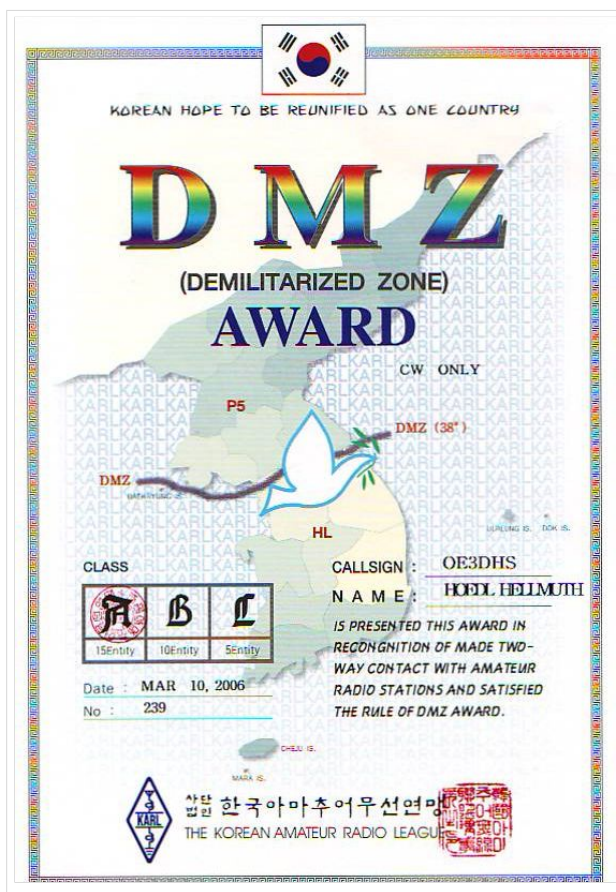 KOREAN HOPE TO BE REUNIFIED AS ONE COUNTRY
DMZ
(DEMILITARIZED ZONE)
AWARD
CW ONLY
P5
DMZ (38°)
DMZ
HL
ULRLUNG IS. DOK IS.
CLASS
A B C
15Entity 10Entity 5Entity
Date : MAR 10, 2006
No : 239
CALLSIGN : OE3DHS
NAME : HOEDL HELLMUTH
IS PRESENTED THIS AWARD IN
RECONGNITION OF MADE TWO-
WAY CONTACT WITH AMATEUR
RADIO STATIONS AND SATISFIED
THE RULE OF DMZ AWARD.
CHEJU IS.
MARA IS.
KARL
사단
법인 한국아마추어무선연맹
THE KOREAN AMATEUR RADIO LEAGUE